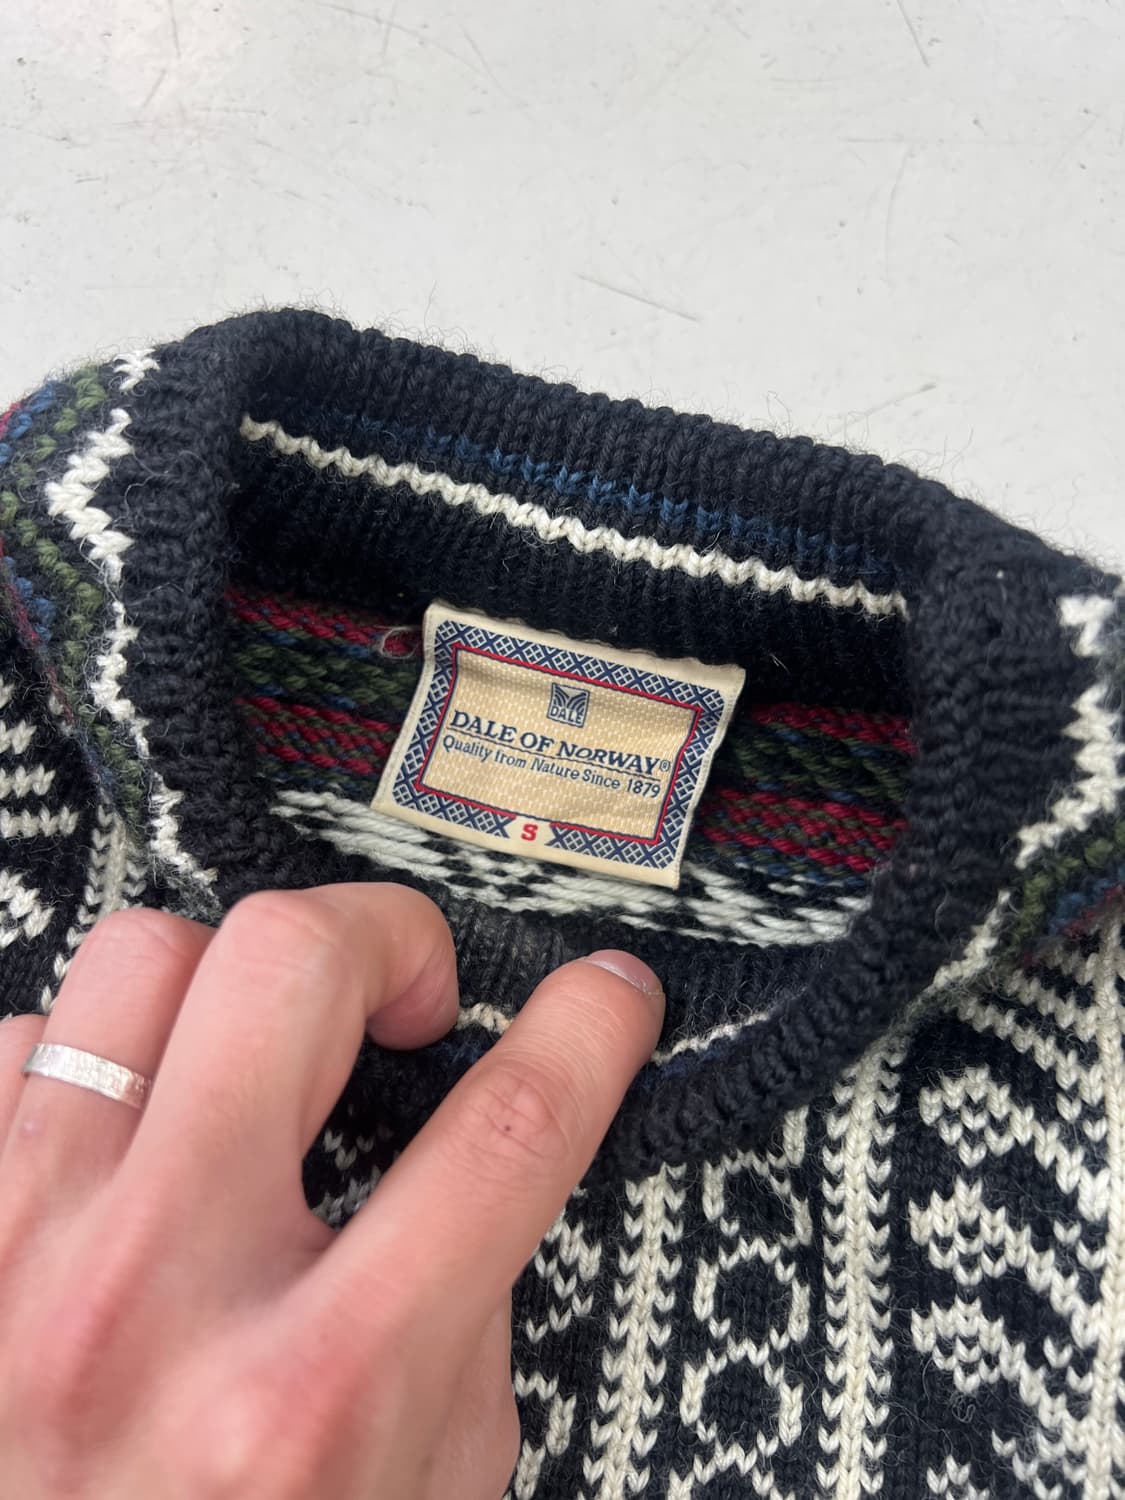 DALE
DALE OF NORWAY®
Quality from Nature Since 1879
S